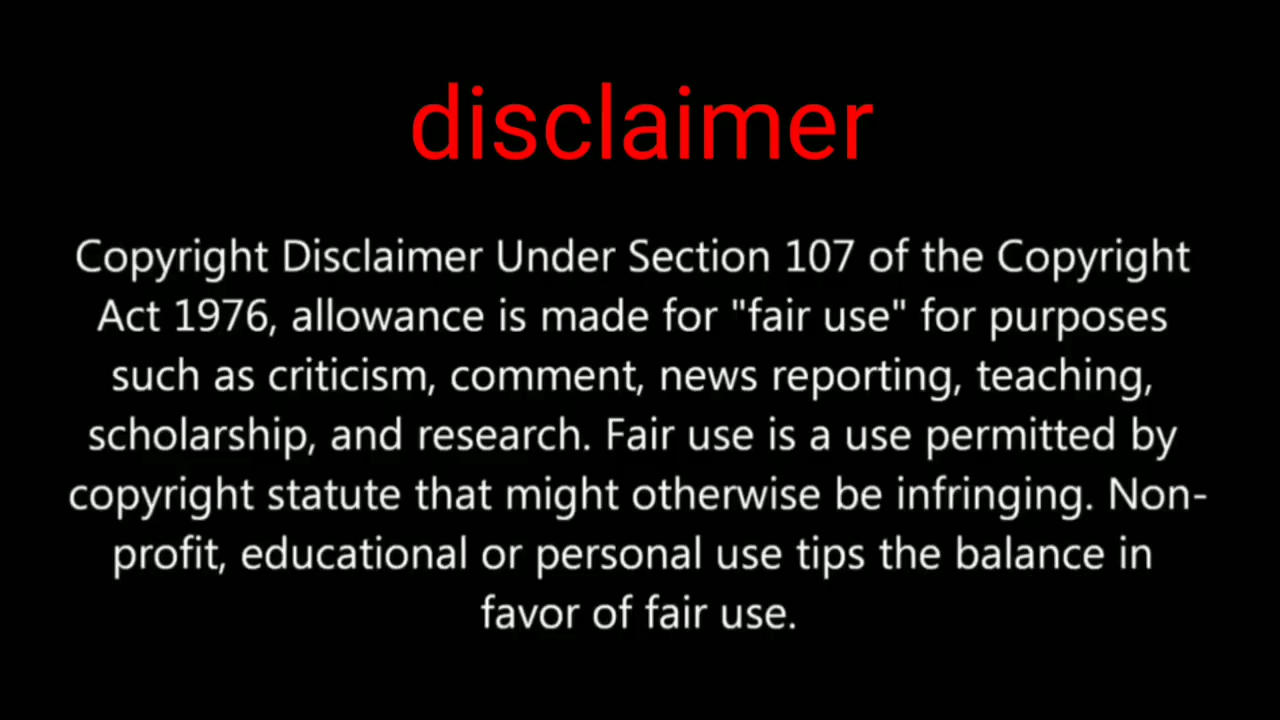 disclaimer
Copyright Disclaimer Under Section 107 of the Copyright
Act 1976, allowance is made for "fair use" for purposes
such as criticism, comment, news reporting, teaching,
scholarship, and research. Fair use is a use permitted by
copyright statute that might otherwise be infringing. Non-
profit, educational or personal use tips the balance in
favor of fair use.